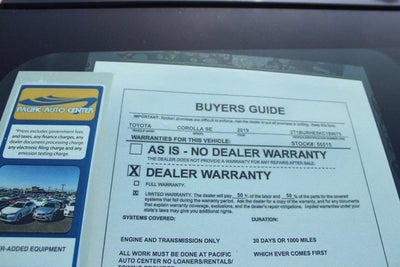 PACIFIC AUTO CENTER
"Prices exclude government fees
and taxes, any finance charges, any
dealer document processing charge,
any electronic filing charge and any
emission testing charge.
ER-ADDED EQUIPMENT
BUYERS GUIDE
IMPORTANT: Spoken promises are difficult to enforce. Ask the dealer to put all promises in writing. Keep this form.
TOYOTA COROLLA SE 2019
WARRANTIES FOR THIS VEHICLE: STOCK#: 55515
AS IS - NO DEALER WARRANTY
THE DEALER DOES NOT PROVIDE A WARRANTY FOR ANY REPAIRS AFTER SALE.
X DEALER WARRANTY
FULL WARRANTY.
LIMITED WARRANTY. The dealer will pay 50 % of the labor and 50 % of the parts for the covered
systems that fail during the warranty period. Ask the dealer for a copy of the warranty, and for any documents
that explain warranty coverage, exclusions, and the dealer's repair obligations. Implied warranties under your
state's laws may give you additional rights.
SYSTEMS COVERED: DURATION:
ENGINE AND TRANSMISSION ONLY 30 DAYS OR 1000 MILES
ALL WORK MUST BE DONE AT PACIFIC WHICH EVER COMES FIRST
AUTO CENTER NO LOANERS/RENTALS/